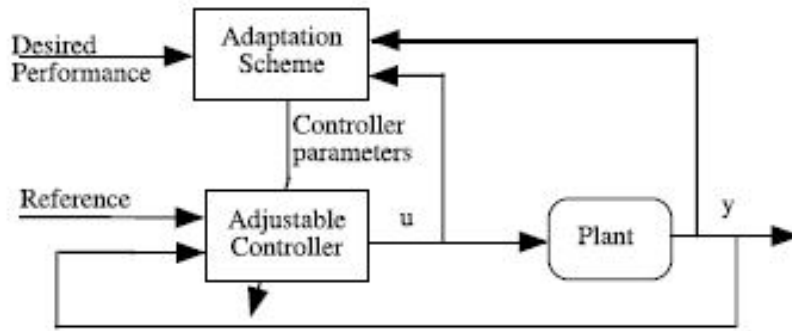 Adaptation
Scheme
Desired
Performance
Controller
parameters
Reference
Adjustable
Controller
u
Plant
y